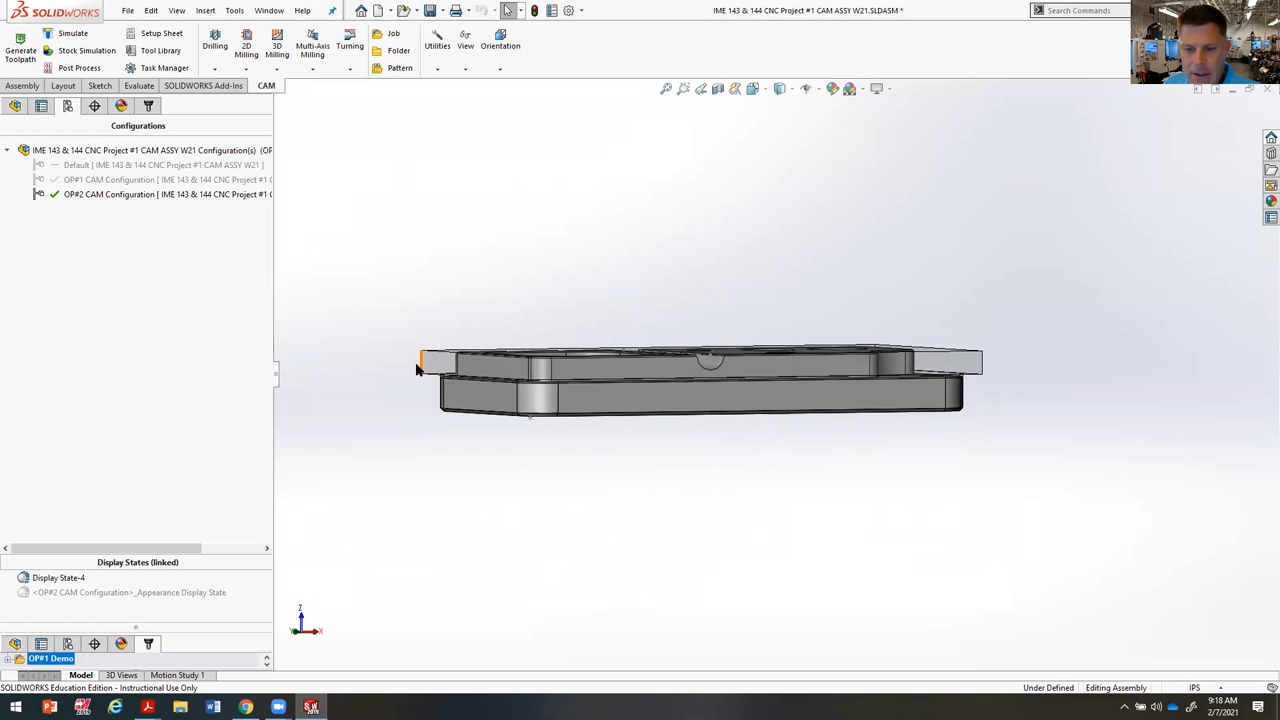 SOLIDWORKS File Edit View Insert Tools Window Help IME 143 & 144 CNC Project #1 CAM ASSY W21.SLDASM * Search Commands
Generate Toolpath
Simulate
Stock Simulation
Post Process
Setup Sheet
Tool Library
Task Manager
Drilling
2D Milling
3D Milling
Multi-Axis Milling
Turning
Job
Folder
Pattern
Utilities
View
Orientation
Assembly Layout Sketch Evaluate SOLIDWORKS Add-Ins CAM
Configurations
IME 143 & 144 CNC Project #1 CAM ASSY W21 Configuration(s) (OP
Default [ IME 143 & 144 CNC Project #1 CAM ASSY W21 ]
OP#1 CAM Configuration [ IME 143 & 144 CNC Project #1 C
OP#2 CAM Configuration [ IME 143 & 144 CNC Project #1 C
Display States (linked)
Display State-4
<OP#2 CAM Configuration>_Appearance Display State
Z
Y X
OP#1 Demo
Model 3D Views Motion Study 1
SOLIDWORKS Education Edition - Instructional Use Only Under Defined Editing Assembly IPS
9:18 AM
2/7/2021